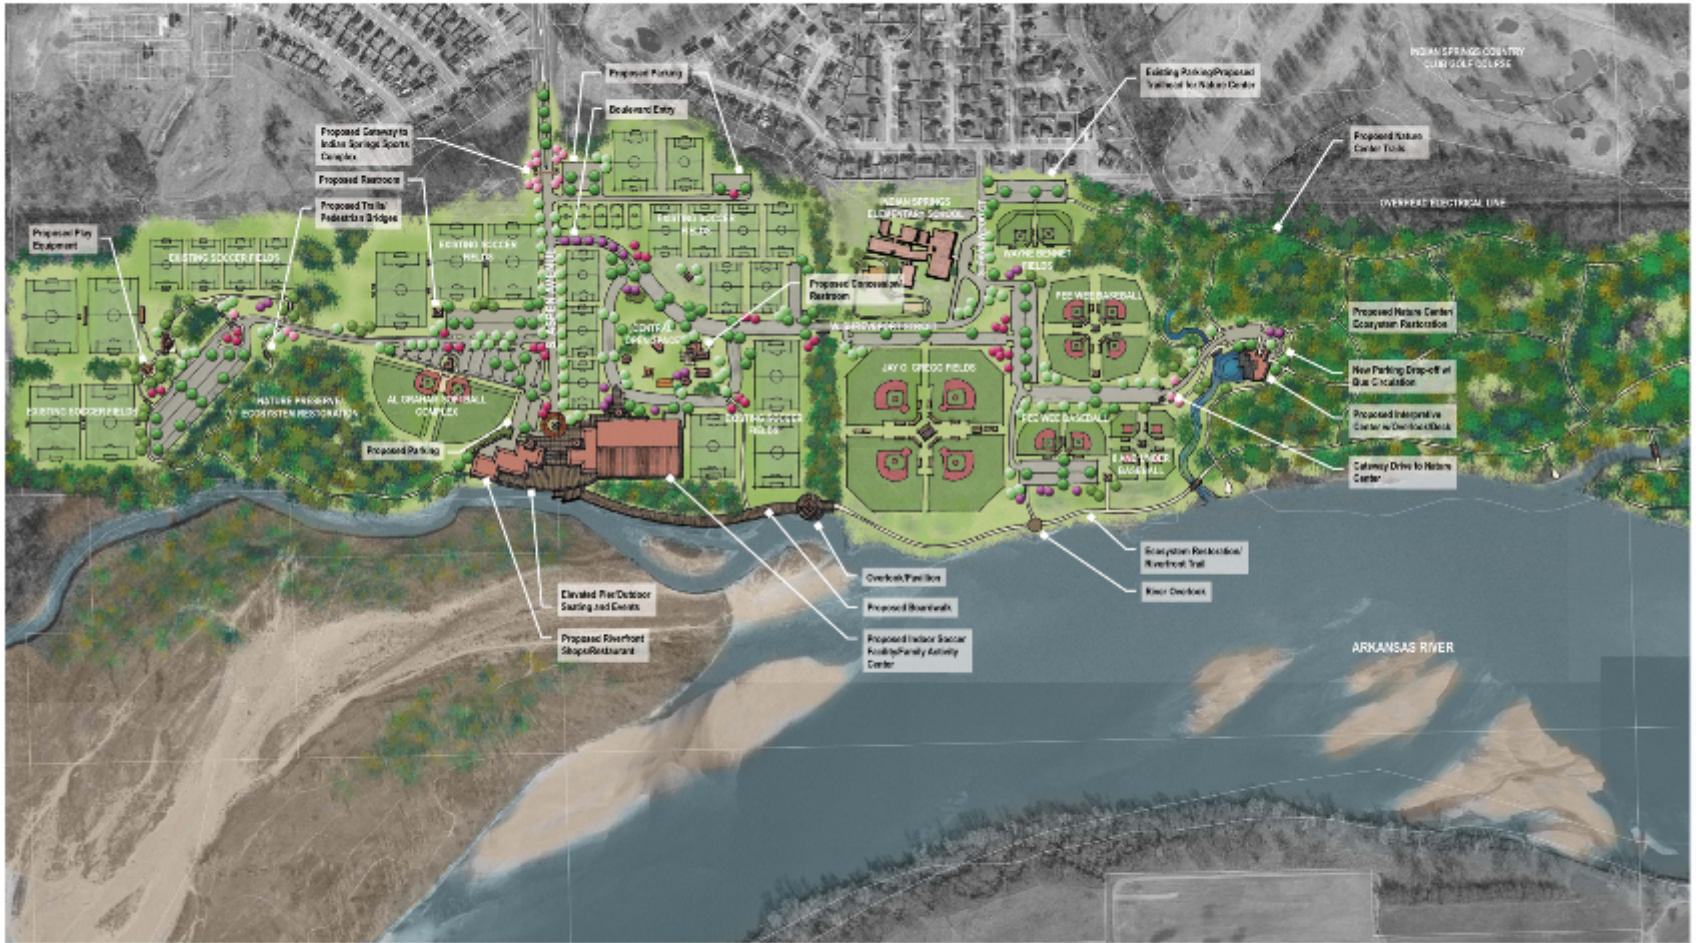 INDIAN SPRINGS COUNTRY
CLUB GOLF COURSE
Proposed Parking
Existing Parking/Proposed
Trailhead for Nature Center
Boulevard Entry
Proposed Gateway to
Indian Springs Sports
Complex
Proposed Nature
Center Trails
Proposed Restroom
OVERHEAD ELECTRICAL LINE
INDIAN SPRINGS
ELEMENTARY SCHOOL
Proposed Trails/
Pedestrian Bridges
EXISTING SOCCER
FIELDS
Proposed Play
Equipment
EXISTING SOCCER
FIELDS
EXISTING SOCCER FIELDS
WAYNE BENNET
FIELDS
Proposed Concession/
Restroom
PEE WEE BASEBALL
S. ASPEN AVENUE
Proposed Nature Center/
Ecosystem Restoration
CENTRAL
OPEN SPACE
W. SHREVEPORT STREET
JAY C. GREGG FIELDS
New Parking Drop-off w/
Bus Circulation
NATURE PRESERVE/
ECOSYSTEM RESTORATION
AL GRAHAM SOFTBALL
COMPLEX
EXISTING SOCCER FIELDS
EXISTING SOCCER
FIELDS
PEE WEE BASEBALL
Proposed Interpretive
Center w/Overlook/Deck
Proposed Parking
8 AND UNDER
BASEBALL
Gateway Drive to Nature
Center
Ecosystem Restoration/
Riverfront Trail
Overlook/Pavilion
River Overlook
Elevated Pier/Outdoor
Seating and Events
Proposed Boardwalk
Proposed Riverfront
Shops/Restaurant
Proposed Indoor Soccer
Facility/Family Activity
Center
ARKANSAS RIVER